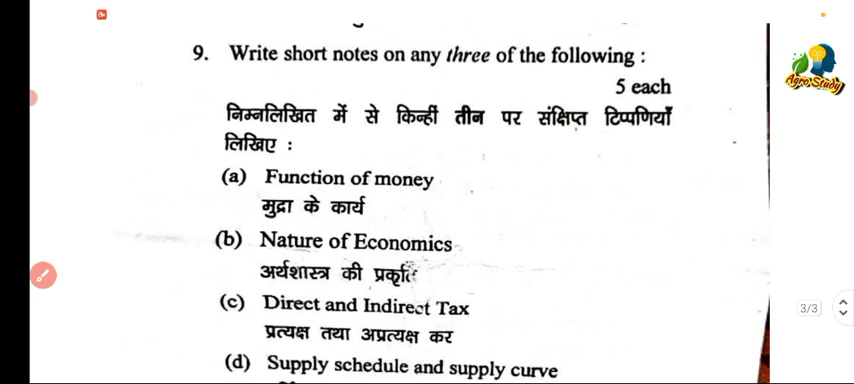 9. Write short notes on any three of the following :
5 each
निम्नलिखित में से किन्हीं तीन पर संक्षिप्त टिप्पणियाँ
लिखिए :
(a) Function of money
मुद्रा के कार्य
(b) Nature of Economics
अर्थशास्त्र की प्रकृति
(c) Direct and Indirect Tax
प्रत्यक्ष तथा अप्रत्यक्ष कर
(d) Supply schedule and supply curve
Agro Study
3/3